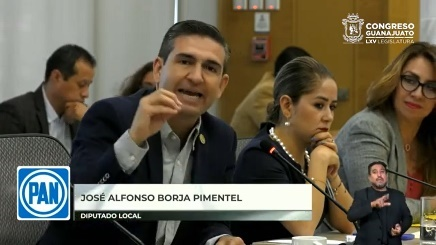 CONGRESO
GUANAJUATO
LXV LEGISLATURA
PAN
JOSÉ ALFONSO BORJA PIMENTEL
DIPUTADO LOCAL